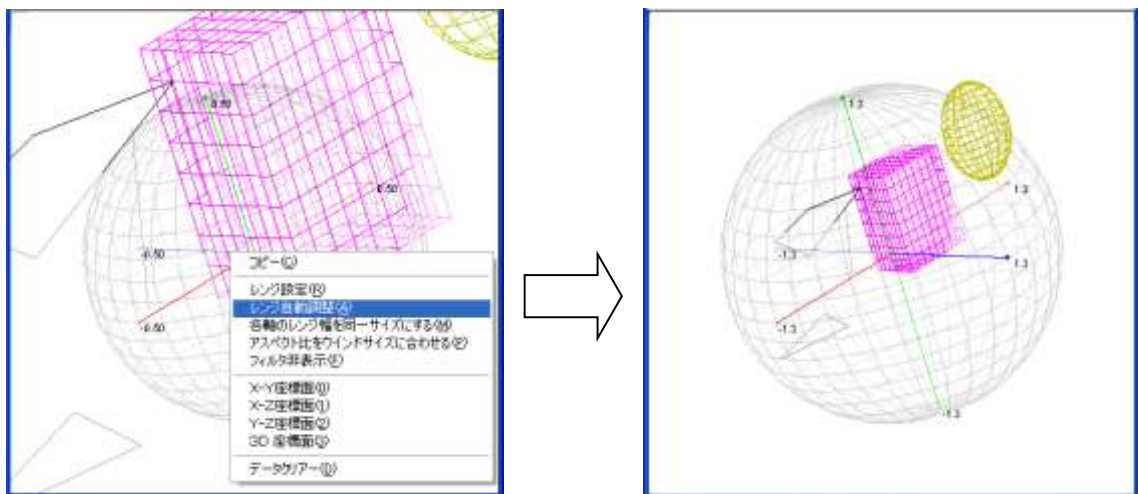 0.50
0.50
-0.50
-0.50
コピー(C)
レンジ設定(R)
レンジ自動調整(A)
各軸のレンジ幅を同一サイズにする(M)
アスペクト比をウインドサイズに合わせる(P)
フィルタ非表示(F)
X-Y座標面(0)
X-Z座標面(1)
Y-Z座標面(2)
3D 座標面(3)
データクリアー(D)
1.3
1.3
-1.3
1.3
-1.3
-1.3